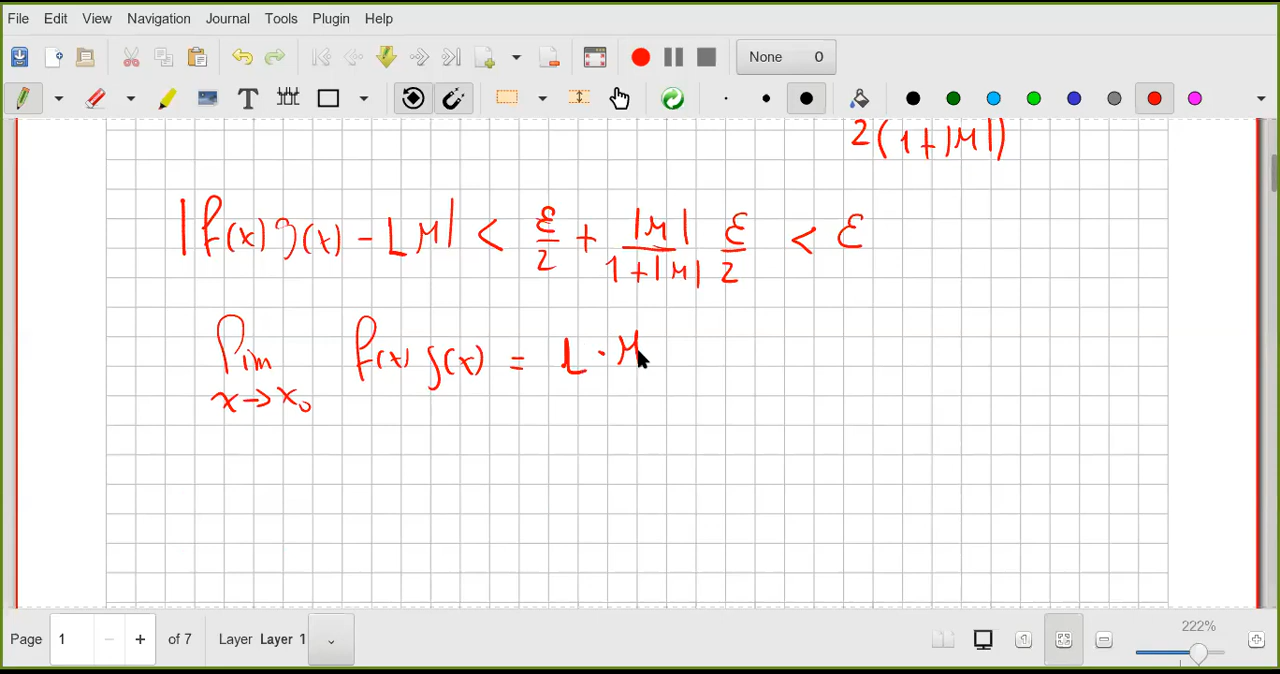 File Edit View Navigation Journal Tools Plugin Help
None 0
2(1+|M|)
|f(x)g(x) - LM| < ε/2 + |M|/(1+|M|) ε/2 < ε
lim x→x₀ f(x) g(x) = L · M
Page 1 of 7 Layer Layer 1 222%